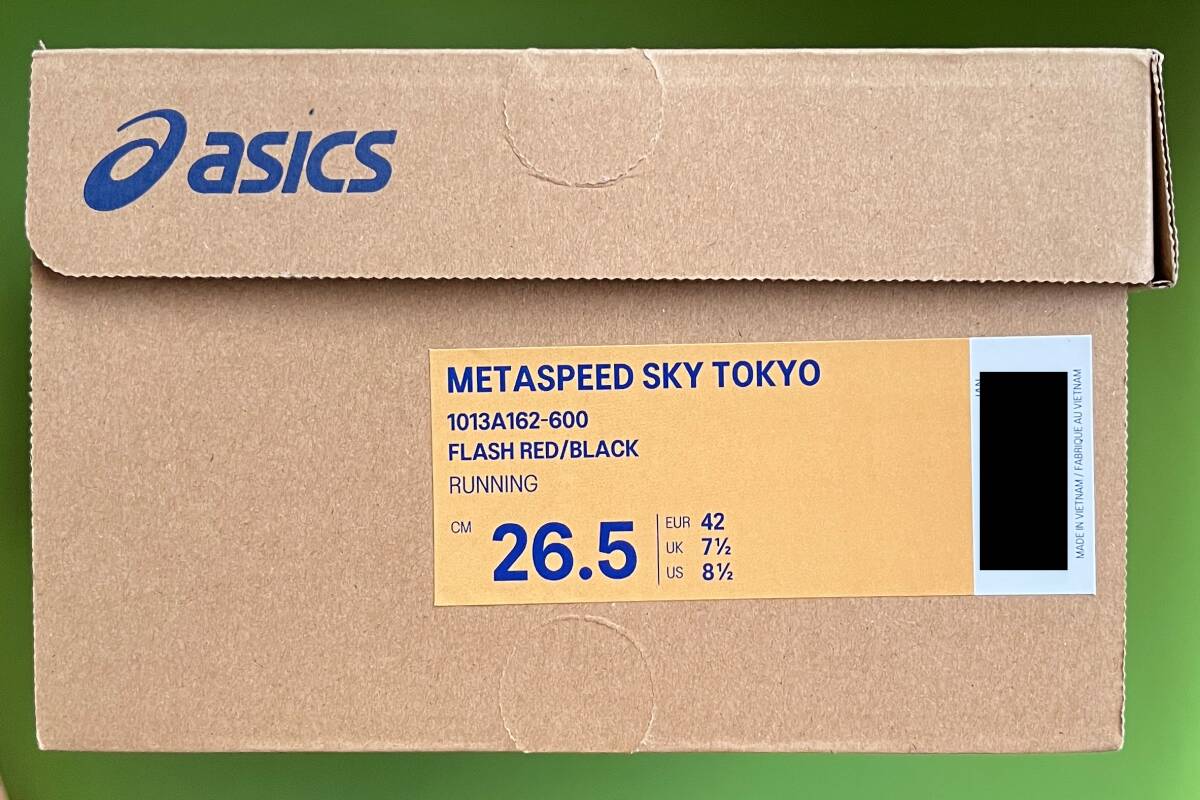 asics
METASPEED SKY TOKYO
1013A162-600
FLASH RED/BLACK
RUNNING
CM 26.5
EUR 42
UK 7½
US 8½
MADE IN VIETNAM / FABRIQUE AU VIETNAM